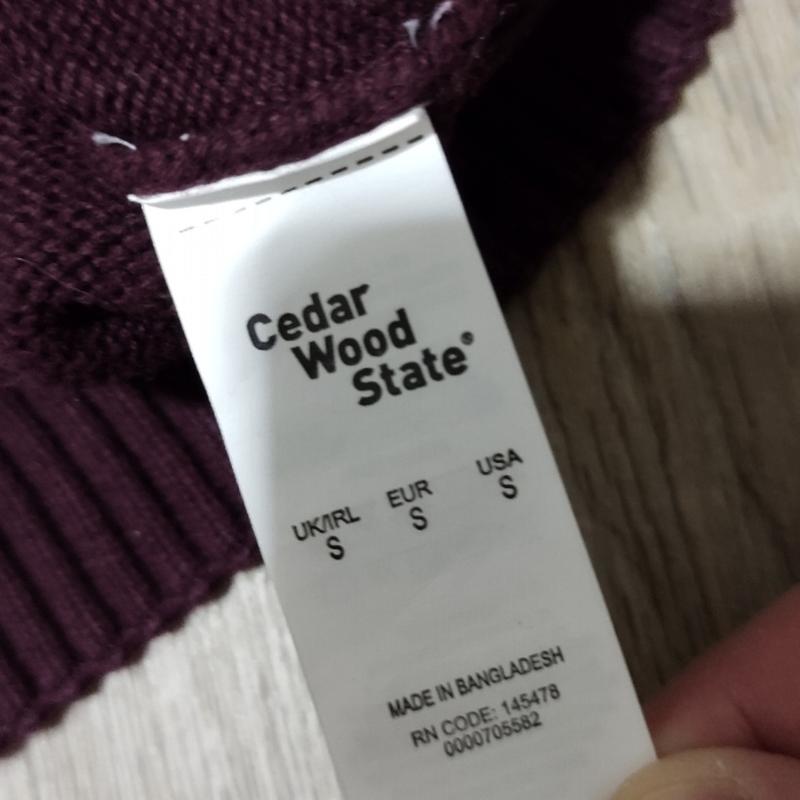 Cedar
Wood
State®
UK/IRL EUR USA
S S S
MADE IN BANGLADESH
RN CODE: 145478
0000705582